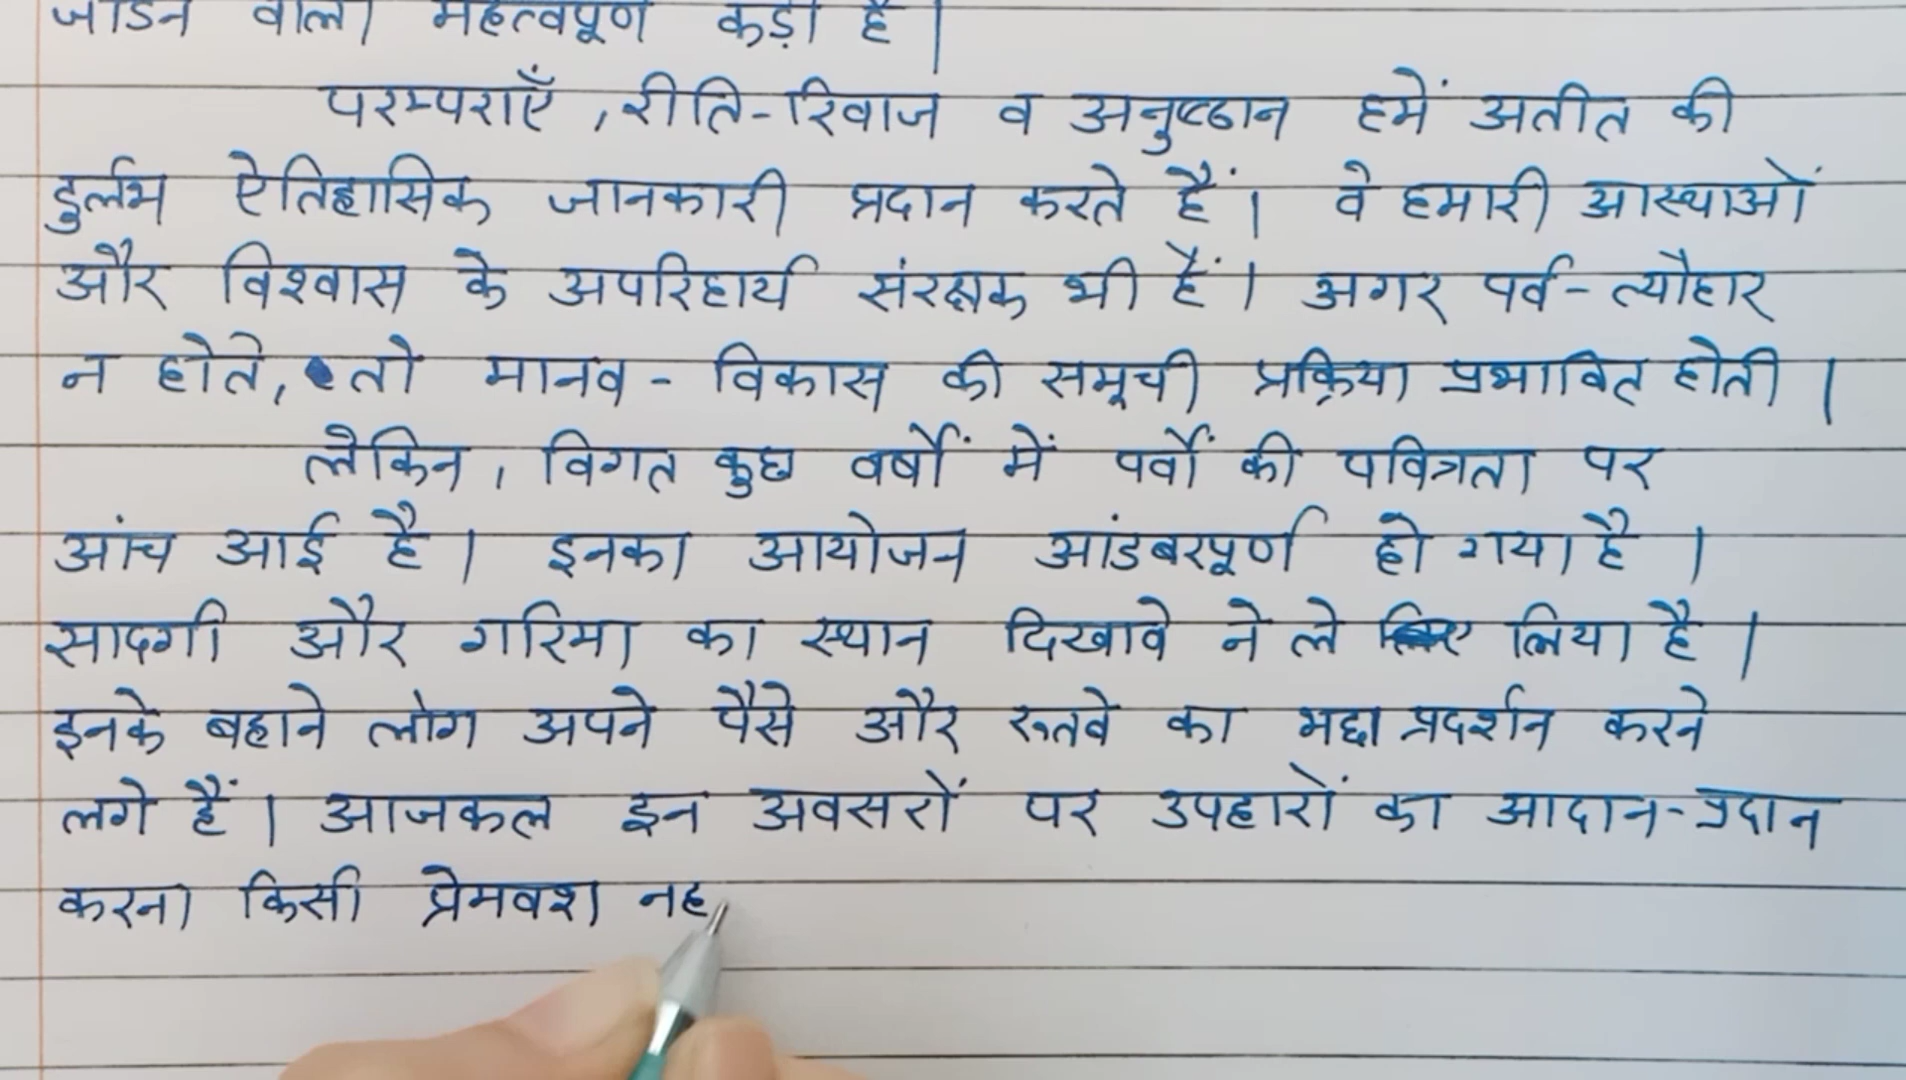 जोड़ने वाली महत्वपूर्ण कड़ी है।
परम्पराएँ, रीति-रिवाज व अनुष्ठान हमें अतीत की
दुर्लभ ऐतिहासिक जानकारी प्रदान करते हैं। वे हमारी आस्थाओं
और विश्वास के अपरिहार्य संरक्षक भी हैं। अगर पर्व-त्यौहार
न होते, तो मानव-विकास की समूची प्रक्रिया प्रभावित होती।
लेकिन, विगत कुछ वर्षों में पर्वों की पवित्रता पर
आंच आई है। इनका आयोजन आंडबरपूर्ण हो गया है।
सादगी और गरिमा का स्थान दिखावे ने ले लिया है।
इनके बहाने लोग अपने पैसे और रुतबे का भद्दा प्रदर्शन करने
लगे हैं। आजकल इन अवसरों पर उपहारों का आदान-प्रदान
करना किसी प्रेमवश नह